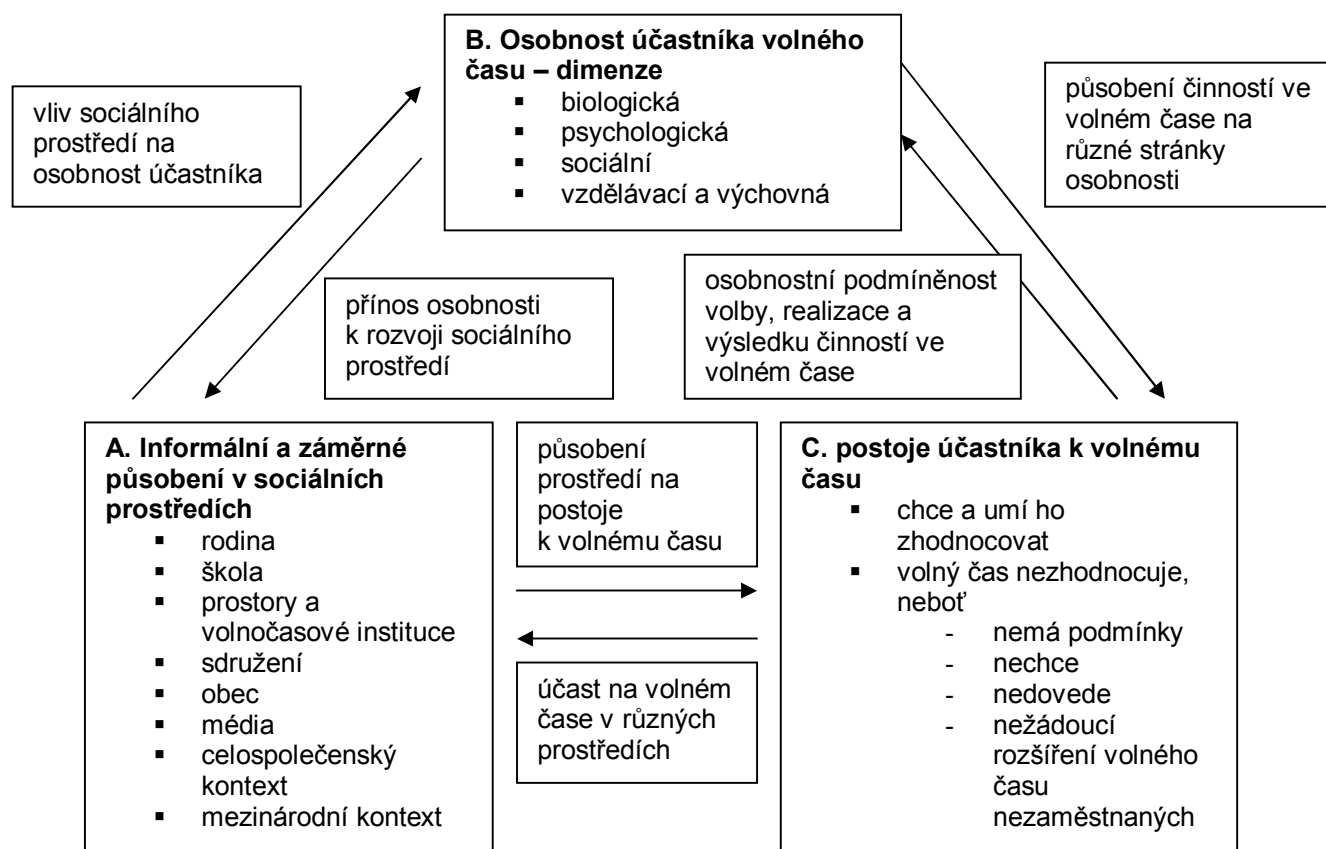 B. Osobnost účastníka volného
času – dimenze
▪ biologická
▪ psychologická
▪ sociální
▪ vzdělávací a výchovná
vliv sociálního
prostředí na
osobnost účastníka
působení činností ve
volném čase na
různé stránky
osobnosti
přínos osobnosti
k rozvoji sociálního
prostředí
osobnostní podmíněnost
volby, realizace a
výsledku činností ve
volném čase
A. Informální a záměrné
působení v sociálních
prostředích
▪ rodina
▪ škola
▪ prostory a
volnočasové instituce
▪ sdružení
▪ obec
▪ média
▪ celospolečenský
kontext
▪ mezinárodní kontext
působení
prostředí na
postoje
k volnému času
účast na volném
čase v různých
prostředích
C. postoje účastníka k volnému
času
▪ chce a umí ho
zhodnocovat
▪ volný čas nezhodnocuje,
neboť
- nemá podmínky
- nechce
- nedovede
- nežádoucí
rozšíření volného
času
nezaměstnaných